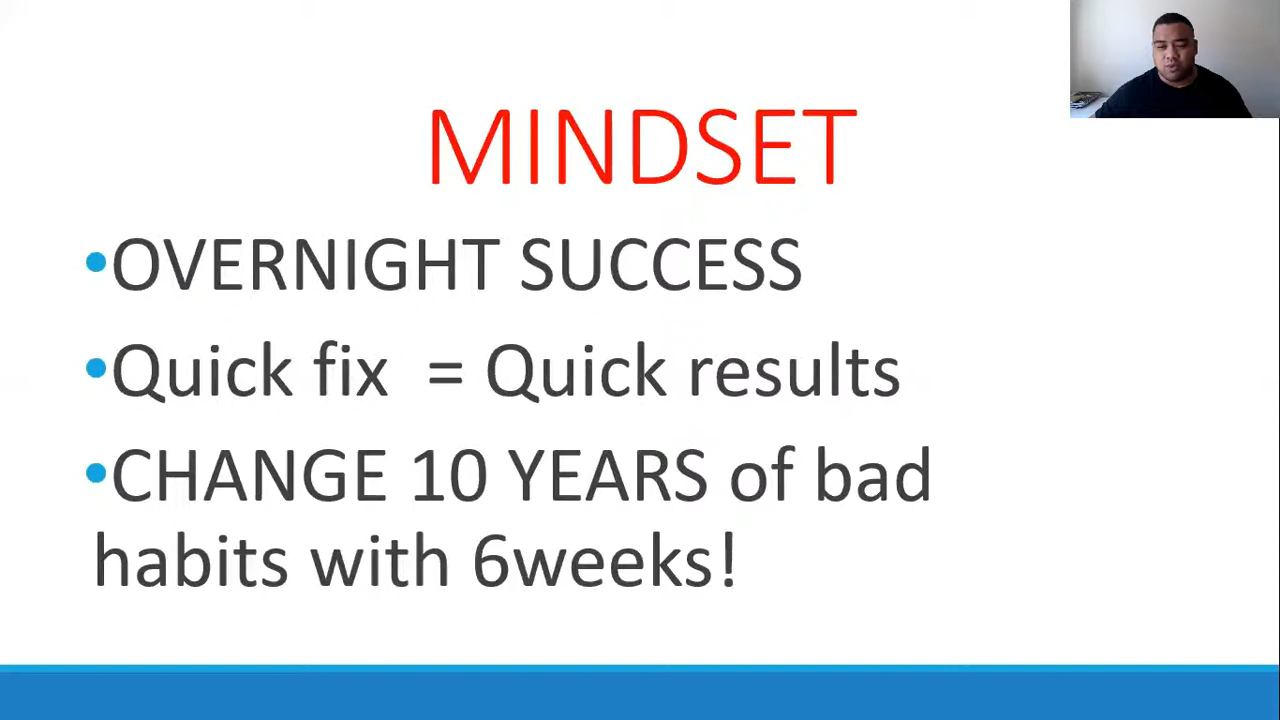 MINDSET
•OVERNIGHT SUCCESS
•Quick fix = Quick results
•CHANGE 10 YEARS of bad
habits with 6weeks!